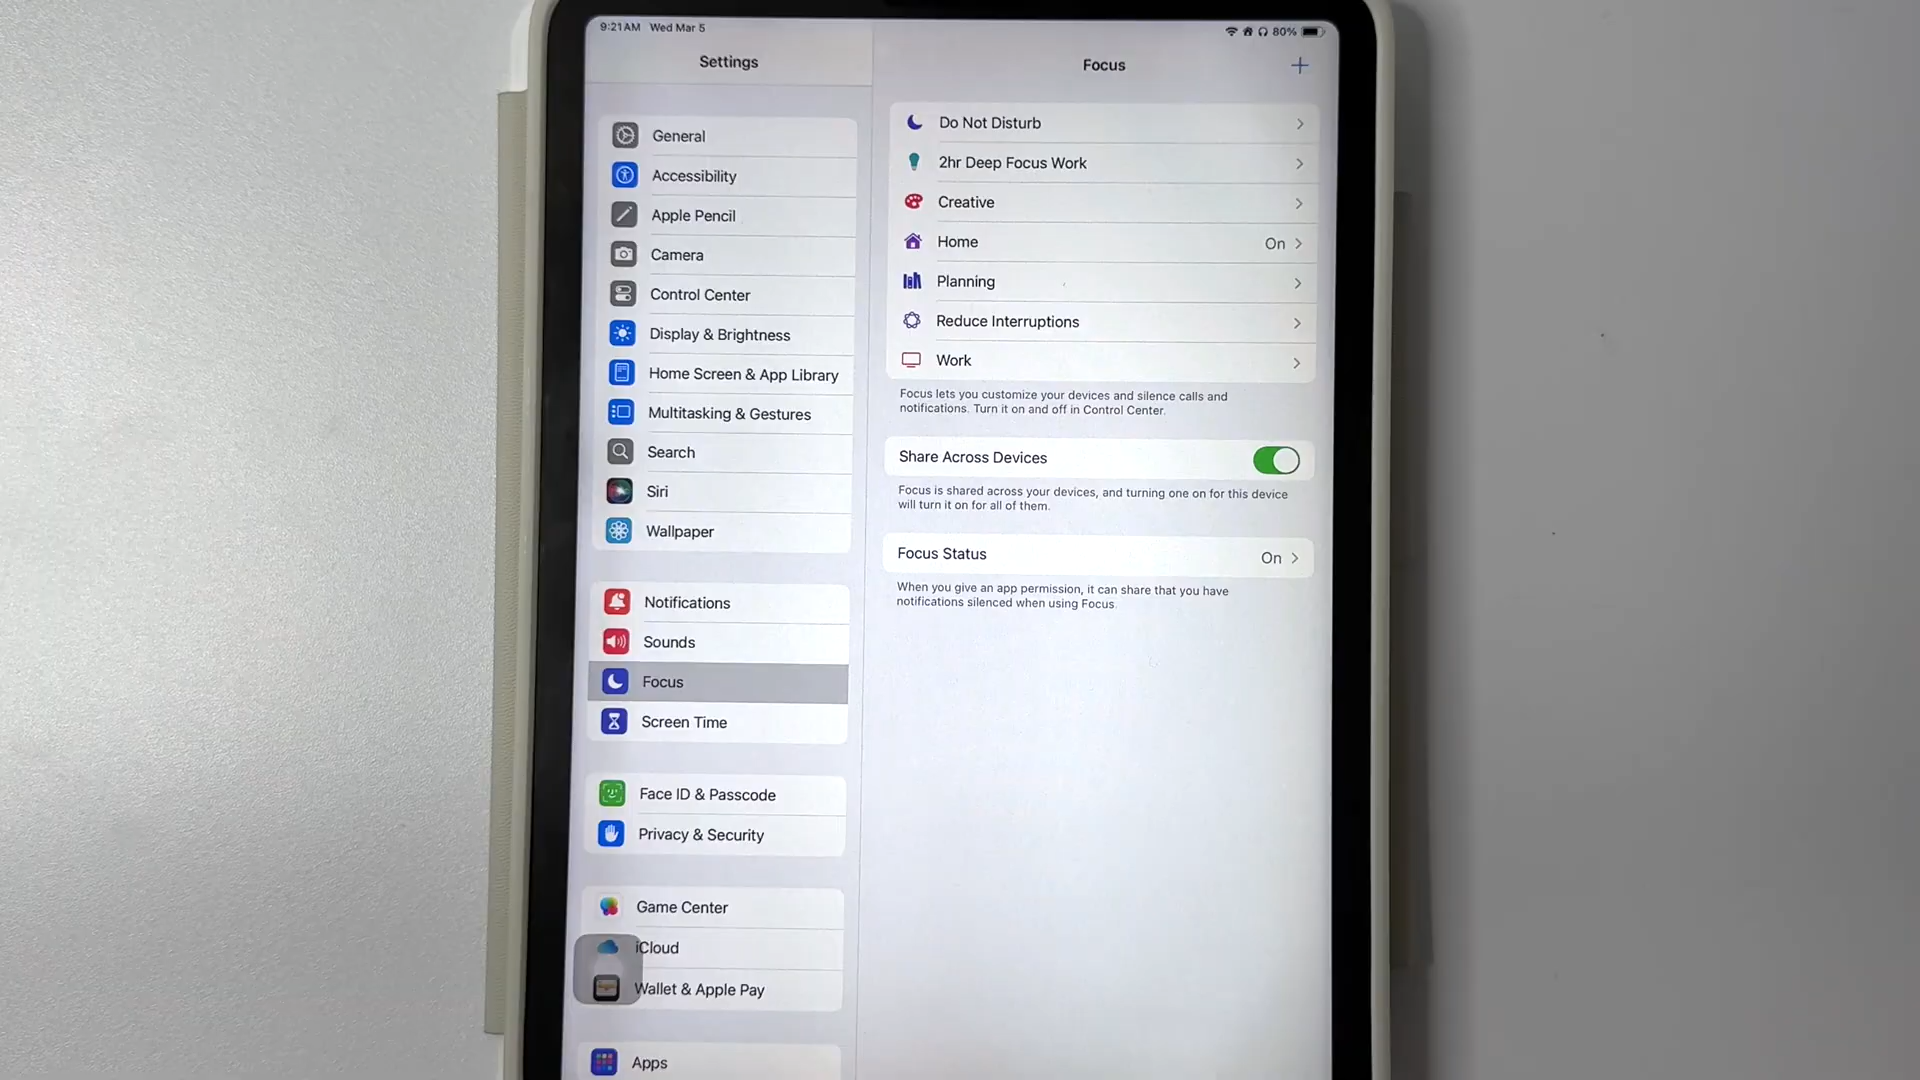 9:21AM Wed Mar 5
80%
Settings
General
Accessibility
Apple Pencil
Camera
Control Center
Display & Brightness
Home Screen & App Library
Multitasking & Gestures
Search
Siri
Wallpaper
Notifications
Sounds
Focus
Screen Time
Face ID & Passcode
Privacy & Security
Game Center
iCloud
Wallet & Apple Pay
Apps
Focus
Do Not Disturb
2hr Deep Focus Work
Creative
Home On
Planning
Reduce Interruptions
Work
Focus lets you customize your devices and silence calls and
notifications. Turn it on and off in Control Center.
Share Across Devices
Focus is shared across your devices, and turning one on for this device
will turn it on for all of them.
Focus Status On
When you give an app permission, it can share that you have
notifications silenced when using Focus.